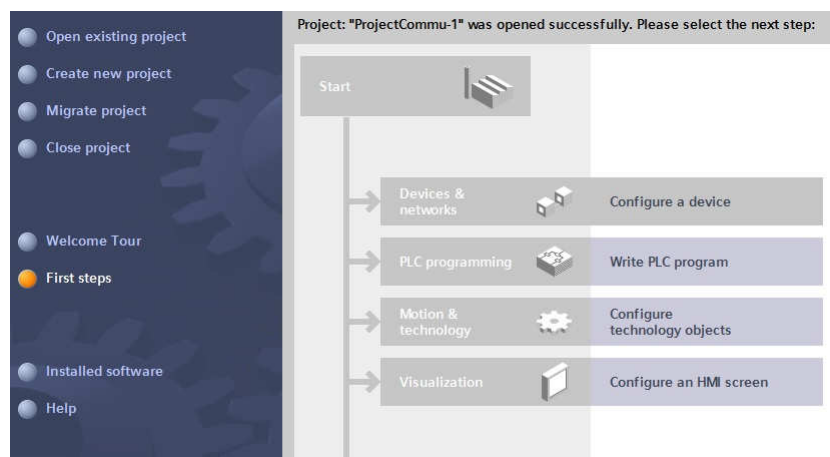 Open existing project
Create new project
Migrate project
Close project
Welcome Tour
First steps
Installed software
Help
Project: "ProjectCommu-1" was opened successfully. Please select the next step:
Start
Devices &
networks
Configure a device
PLC programming
Write PLC program
Motion &
technology
Configure
technology objects
Visualization
Configure an HMI screen